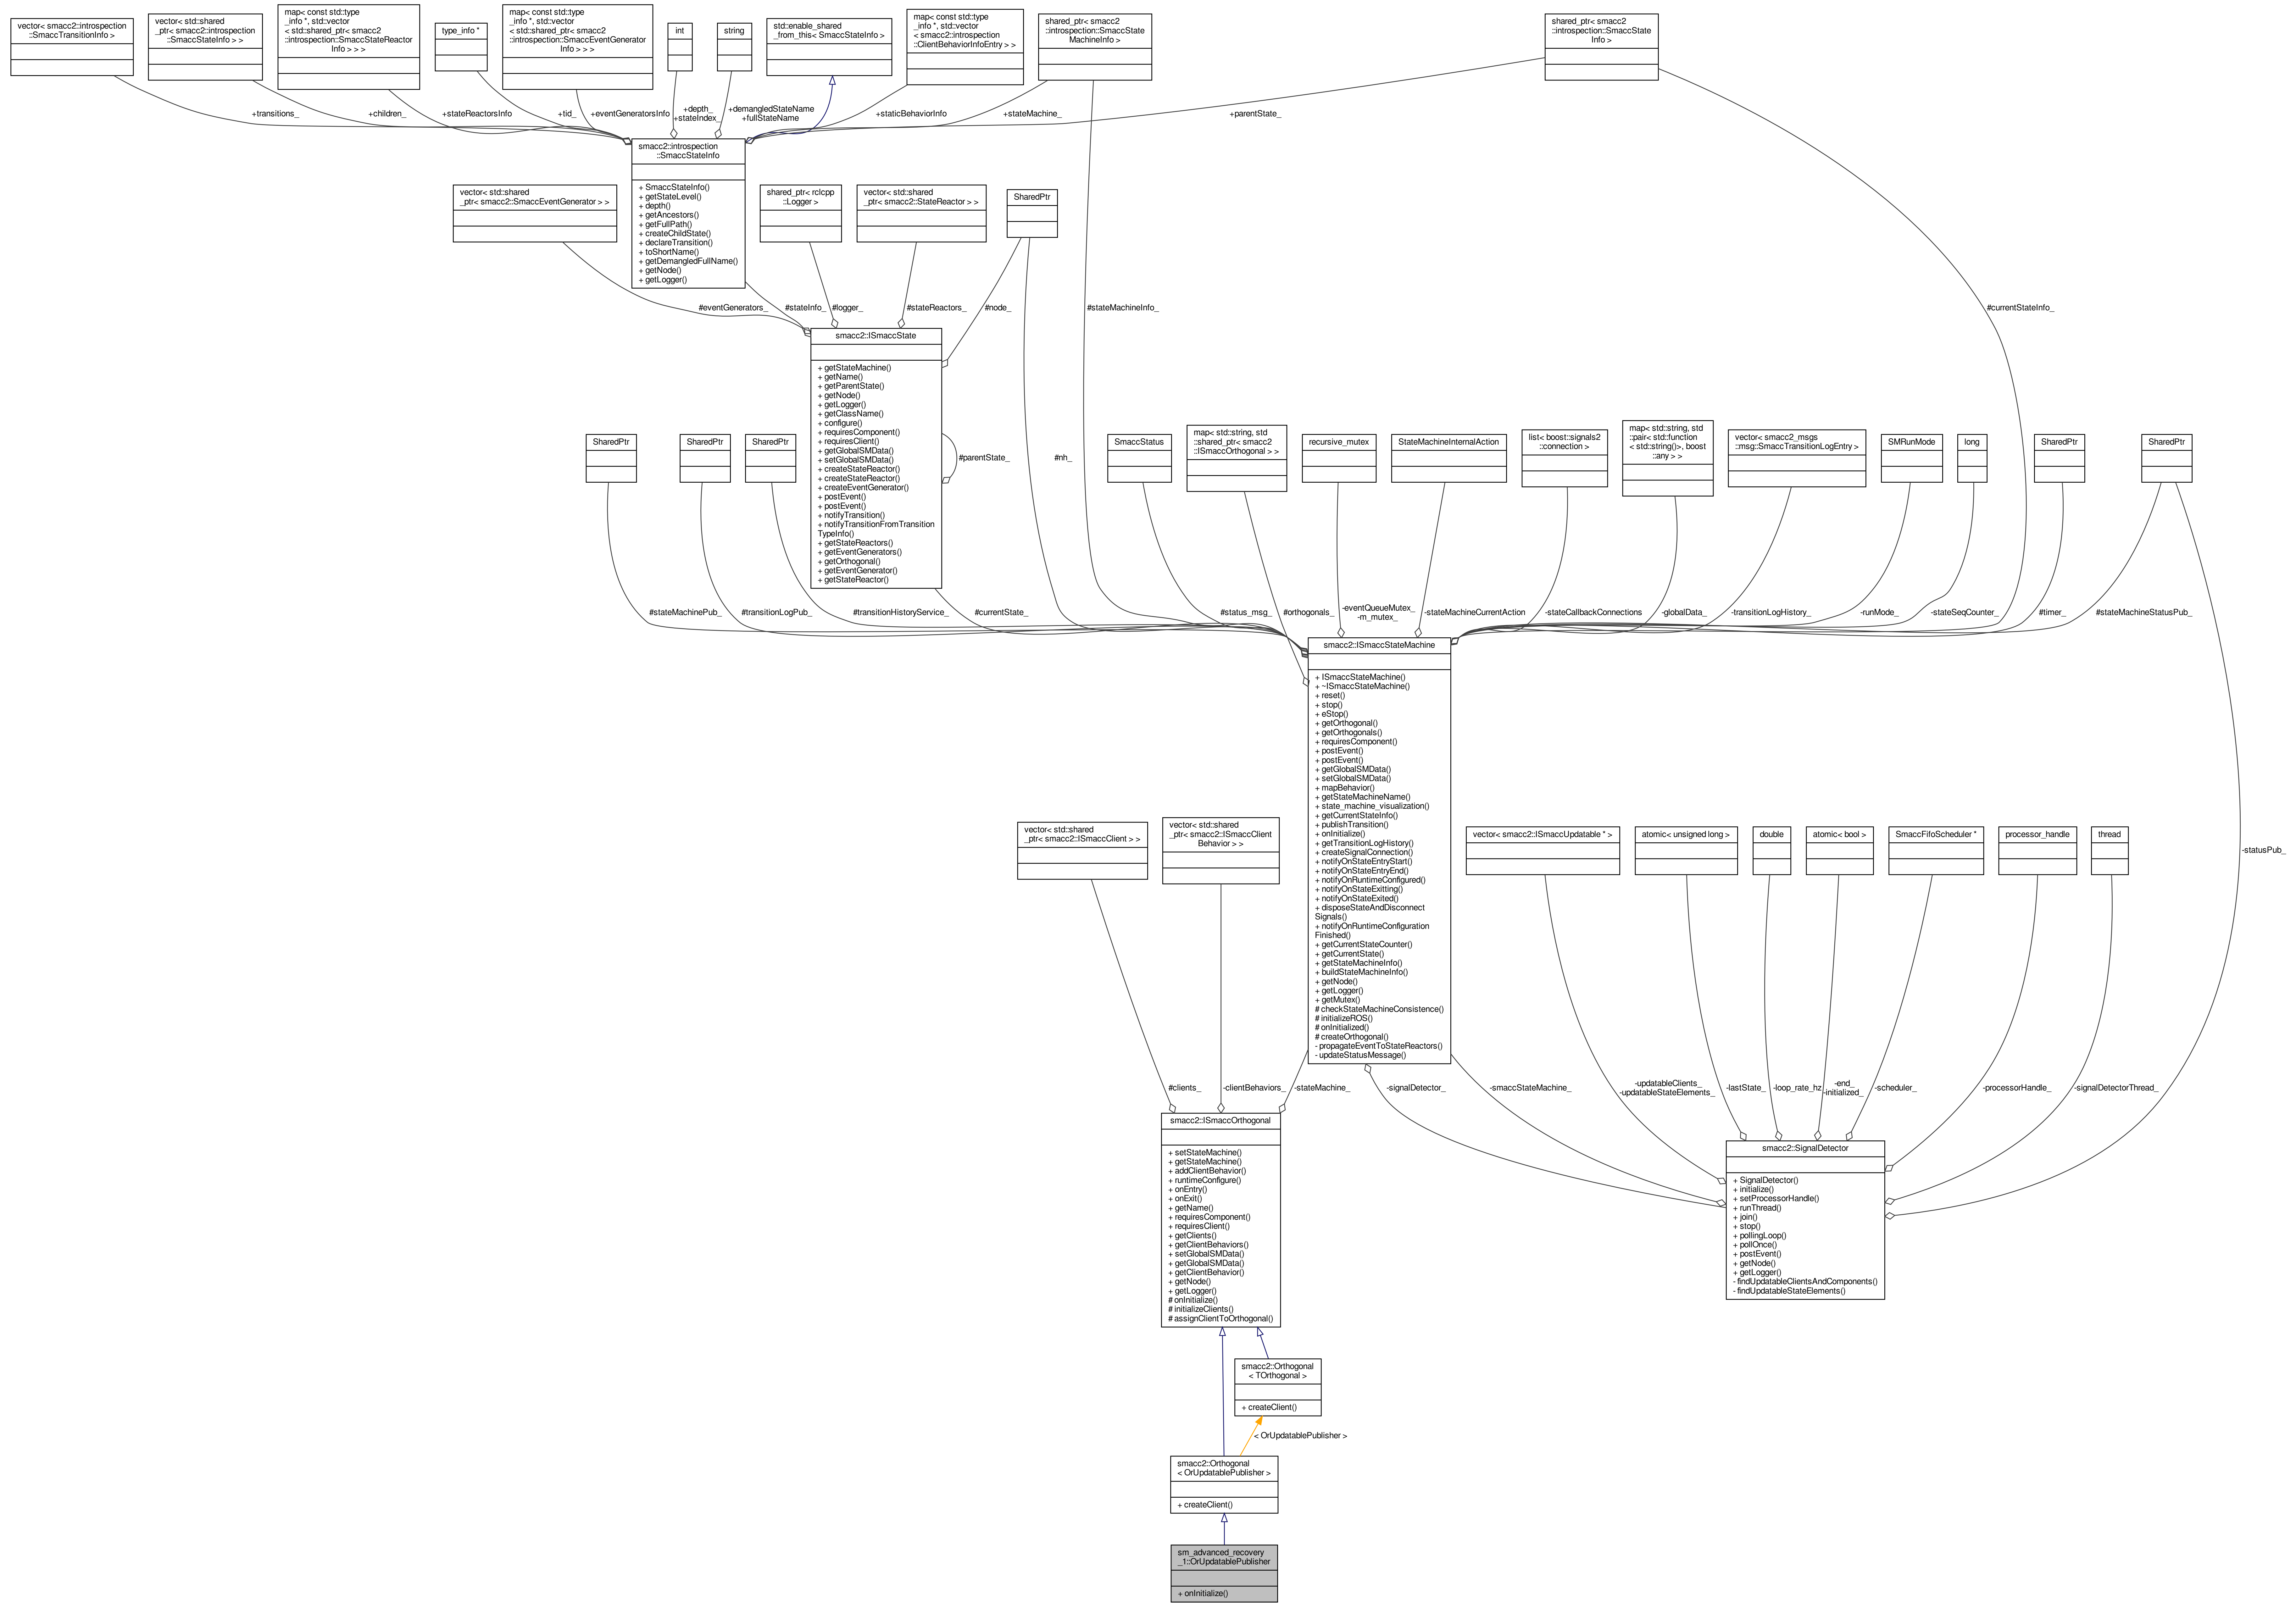 vector< smacc2::introspection
::SmaccTransitionInfo >
vector< std::shared
_ptr< smacc2::introspection
::SmaccStateInfo > >
map< const std::type
_info *, std::vector
< std::shared_ptr< smacc2
::introspection::SmaccStateReactor
Info > > >
type_info *
map< const std::type
_info *, std::vector
< std::shared_ptr< smacc2
::introspection::SmaccEventGenerator
Info > > >
int
string
std::enable_shared
_from_this< SmaccStateInfo >
map< const std::type
_info *, std::vector
< smacc2::introspection
::ClientBehaviorInfoEntry > >
shared_ptr< smacc2
::introspection::SmaccState
MachineInfo >
shared_ptr< smacc2
::introspection::SmaccState
Info >
+transitions_
+children_
+stateReactorsInfo
+tid_
+eventGeneratorsInfo
+depth_
+stateIndex_
+demangledStateName
+fullStateName
+staticBehaviorInfo
+stateMachine_
+parentState_
smacc2::introspection
::SmaccStateInfo
+ SmaccStateInfo()
+ getStateLevel()
+ depth()
+ getAncestors()
+ getFullPath()
+ createChildState()
+ declareTransition()
+ toShortName()
+ getDemangledFullName()
+ getNode()
+ getLogger()
vector< std::shared
_ptr< smacc2::SmaccEventGenerator > >
shared_ptr< rclcpp
::Logger >
vector< std::shared
_ptr< smacc2::StateReactor > >
SharedPtr
#eventGenerators_
#stateInfo_
#logger_
#stateReactors_
#node_
#stateMachineInfo_
#currentStateInfo_
smacc2::ISmaccState
+ getStateMachine()
+ getName()
+ getParentState()
+ getNode()
+ getLogger()
+ getClassName()
+ configure()
+ requiresComponent()
+ requiresClient()
+ getGlobalSMData()
+ setGlobalSMData()
+ createStateReactor()
+ createStateReactor()
+ createEventGenerator()
+ postEvent()
+ postEvent()
+ notifyTransition()
+ notifyTransitionFromTransition
TypeInfo()
+ getStateReactors()
+ getEventGenerators()
+ getOrthogonal()
+ getEventGenerator()
+ getStateReactor()
#parentState_
#nh_
SharedPtr
SharedPtr
SharedPtr
SmaccStatus
map< std::string, std
::shared_ptr< smacc2
::ISmaccOrthogonal > >
recursive_mutex
StateMachineInternalAction
list< boost::signals2
::connection >
map< std::string, std
::pair< std::function
< std::string()>, boost
::any > >
vector< smacc2_msgs
::msg::SmaccTransitionLogEntry >
SMRunMode
long
SharedPtr
SharedPtr
#stateMachinePub_
#transitionLogPub_
#transitionHistoryService_
#currentState_
#status_msg_
#orthogonals_
-eventQueueMutex_
-m_mutex_
-stateMachineCurrentAction
-stateCallbackConnections
-globalData_
-transitionLogHistory_
-runMode_
-stateSeqCounter_
#timer_
#stateMachineStatusPub_
smacc2::ISmaccStateMachine
+ ISmaccStateMachine()
+ ~ISmaccStateMachine()
+ reset()
+ stop()
+ eStop()
+ getOrthogonal()
+ getOrthogonals()
+ requiresComponent()
+ postEvent()
+ postEvent()
+ getGlobalSMData()
+ setGlobalSMData()
+ mapBehavior()
+ getStateMachineName()
+ state_machine_visualization()
+ getCurrentStateInfo()
+ publishTransition()
+ onInitialize()
+ getTransitionLogHistory()
+ createSignalConnection()
+ notifyOnStateEntryStart()
+ notifyOnStateEntryEnd()
+ notifyOnRuntimeConfigured()
+ notifyOnStateExitting()
+ notifyOnStateExited()
+ disposeStateAndDisconnect
Signals()
+ notifyOnRuntimeConfiguration
Finished()
+ getCurrentStateCounter()
+ getCurrentState()
+ getStateMachineInfo()
+ buildStateMachineInfo()
+ getNode()
+ getLogger()
+ getMutex()
# checkStateMachineConsistence()
# initializeROS()
# onInitialized()
# createOrthogonal()
- propagateEventToStateReactors()
- updateStatusMessage()
vector< std::shared
_ptr< smacc2::ISmaccClient > >
vector< std::shared
_ptr< smacc2::ISmaccClient
Behavior > >
vector< smacc2::ISmaccUpdatable * >
atomic< unsigned long >
double
atomic< bool >
SmaccFifoScheduler *
processor_handle
thread
-statusPub_
#clients_
-clientBehaviors_
-stateMachine_
-signalDetector_
-smaccStateMachine_
-updatableClients_
-updatableStateElements_
-lastState_
-loop_rate_hz
-end_
-initialized_
-scheduler_
-processorHandle_
-signalDetectorThread_
smacc2::ISmaccOrthogonal
+ setStateMachine()
+ getStateMachine()
+ addClientBehavior()
+ runtimeConfigure()
+ onEntry()
+ onExit()
+ getName()
+ requiresComponent()
+ requiresClient()
+ getClients()
+ getClientBehaviors()
+ setGlobalSMData()
+ getGlobalSMData()
+ getClientBehavior()
+ getNode()
+ getLogger()
# onInitialize()
# initializeClients()
# assignClientToOrthogonal()
smacc2::SignalDetector
+ SignalDetector()
+ initialize()
+ setProcessorHandle()
+ runThread()
+ join()
+ stop()
+ pollingLoop()
+ pollOnce()
+ postEvent()
+ getNode()
+ getLogger()
- findUpdatableClientsAndComponents()
- findUpdatableStateElements()
smacc2::Orthogonal
< TOrthogonal >
+ createClient()
< OrUpdatablePublisher >
smacc2::Orthogonal
< OrUpdatablePublisher >
+ createClient()
sm_advanced_recovery
_1::OrUpdatablePublisher
+ onInitialize()